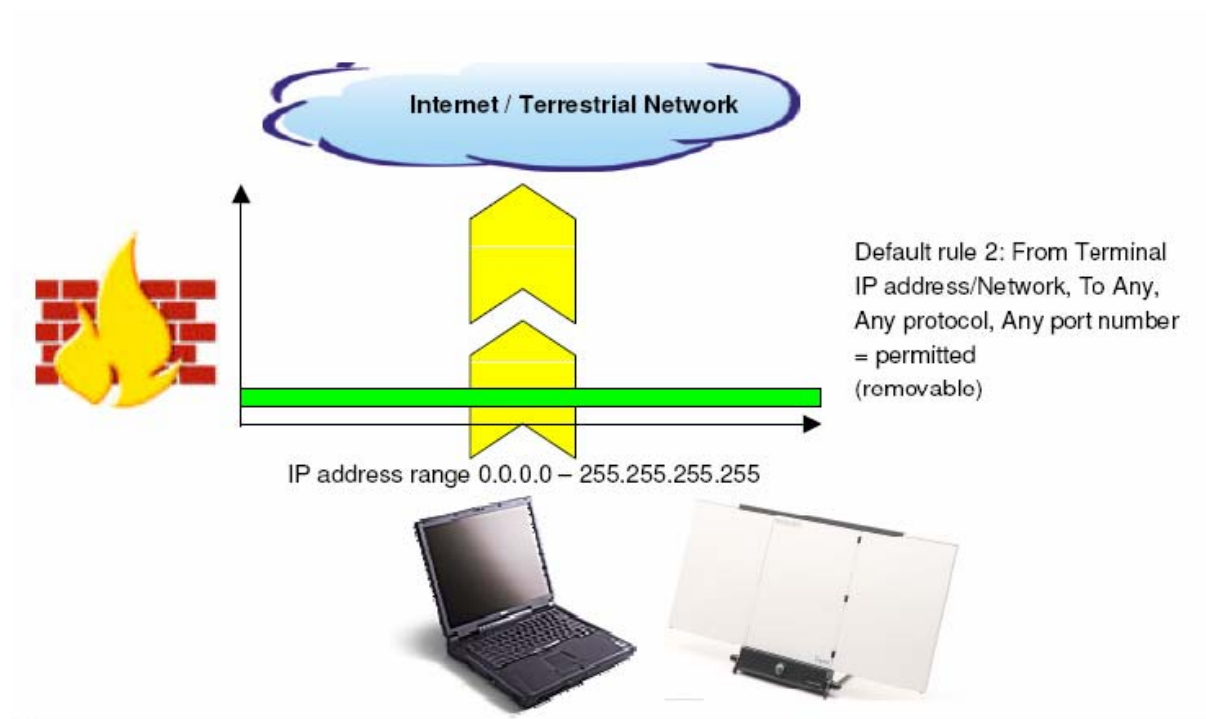 Internet / Terrestrial Network
Default rule 2: From Terminal
IP address/Network, To Any,
Any protocol, Any port number
= permitted
(removable)
IP address range 0.0.0.0 – 255.255.255.255